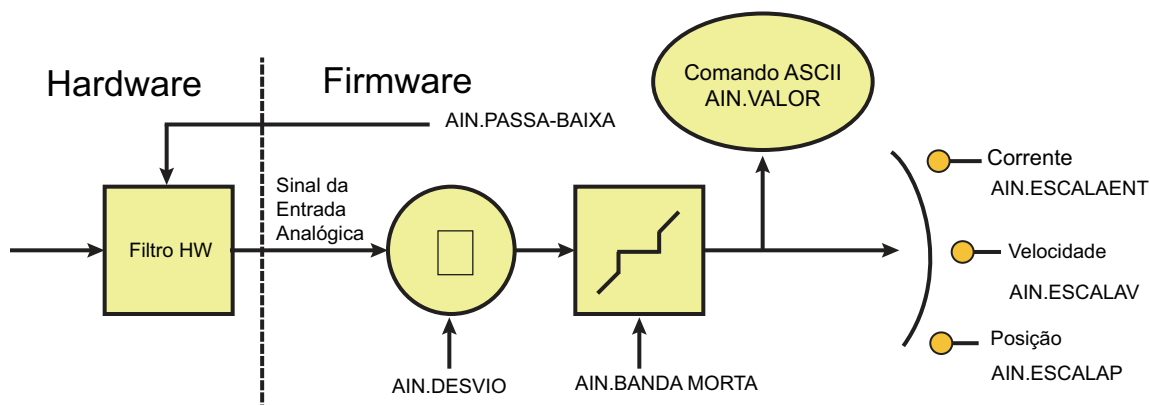 Hardware
Firmware
Comando ASCII
AIN.VALOR
AIN.PASSA-BAIXA
Sinal da
Entrada
Analógica
Filtro HW
Corrente
AIN.ESCALAENT
Velocidade
AIN.ESCALAV
Posição
AIN.ESCALAP
AIN.DESVIO
AIN.BANDA MORTA